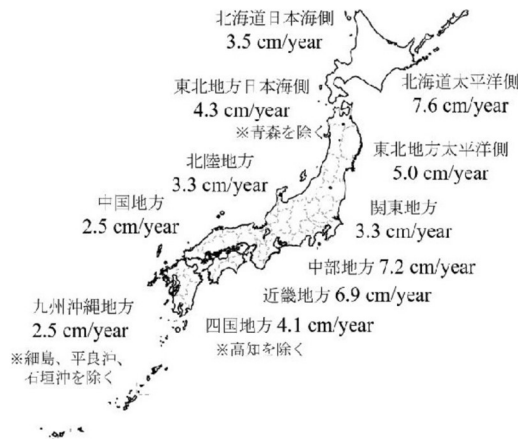 北海道日本海側
3.5 cm/year
北海道太平洋側
7.6 cm/year
東北地方日本海側
4.3 cm/year
※青森を除く
東北地方太平洋側
5.0 cm/year
北陸地方
3.3 cm/year
中国地方
2.5 cm/year
関東地方
3.3 cm/year
中部地方 7.2 cm/year
近畿地方 6.9 cm/year
四国地方 4.1 cm/year
※高知を除く
九州沖縄地方
2.5 cm/year
※細島、平良沖、
石垣沖を除く